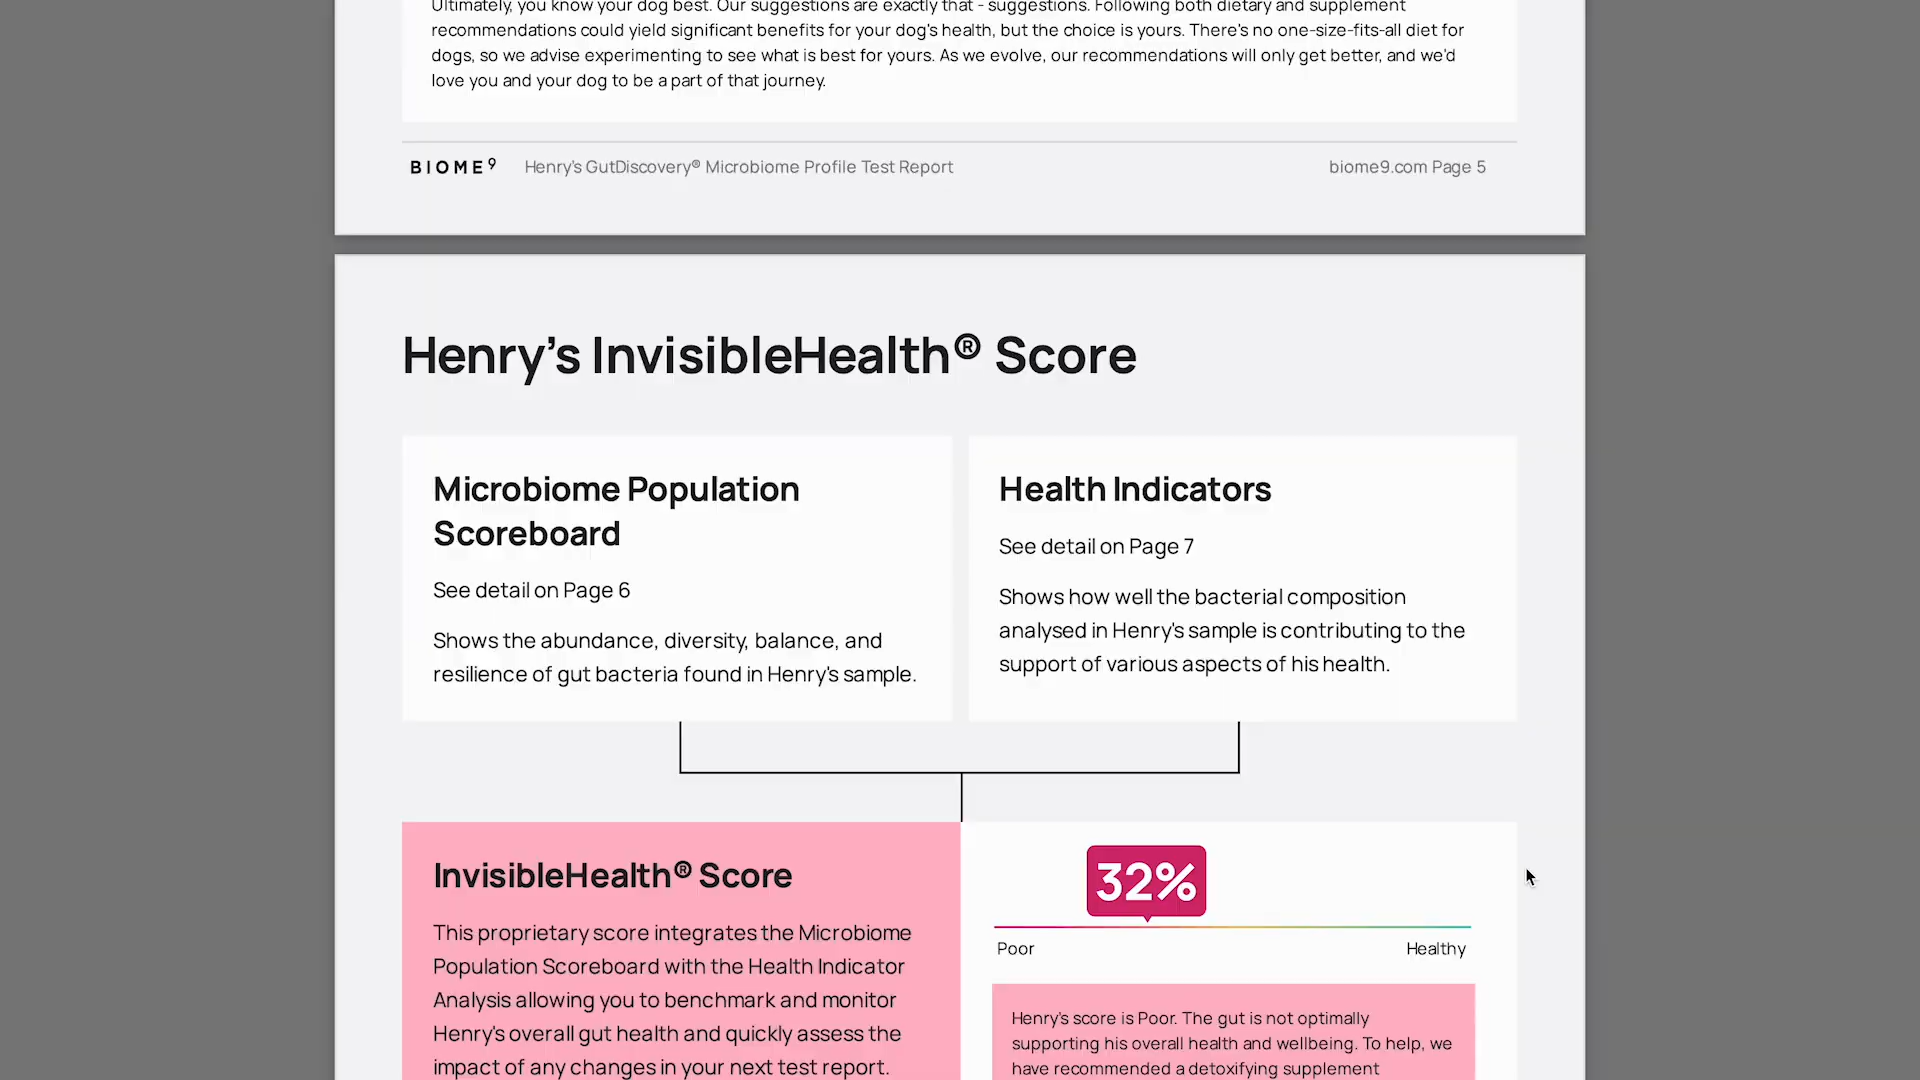 Ultimately, you know your dog best. Our suggestions are exactly that - suggestions. Following both dietary and supplement
recommendations could yield significant benefits for your dog's health, but the choice is yours. There's no one-size-fits-all diet for
dogs, so we advise experimenting to see what is best for yours. As we evolve, our recommendations will only get better, and we'd
love you and your dog to be a part of that journey.
BIOME⁹ Henry's GutDiscovery® Microbiome Profile Test Report biome9.com Page 5
Henry's InvisibleHealth® Score
Microbiome Population
Scoreboard
See detail on Page 6
Shows the abundance, diversity, balance, and
resilience of gut bacteria found in Henry's sample.
Health Indicators
See detail on Page 7
Shows how well the bacterial composition
analysed in Henry's sample is contributing to the
support of various aspects of his health.
InvisibleHealth® Score
This proprietary score integrates the Microbiome
Population Scoreboard with the Health Indicator
Analysis allowing you to benchmark and monitor
Henry's overall gut health and quickly assess the
impact of any changes in your next test report.
32%
Poor Healthy
Henry's score is Poor. The gut is not optimally
supporting his overall health and wellbeing. To help, we
have recommended a detoxifying supplement